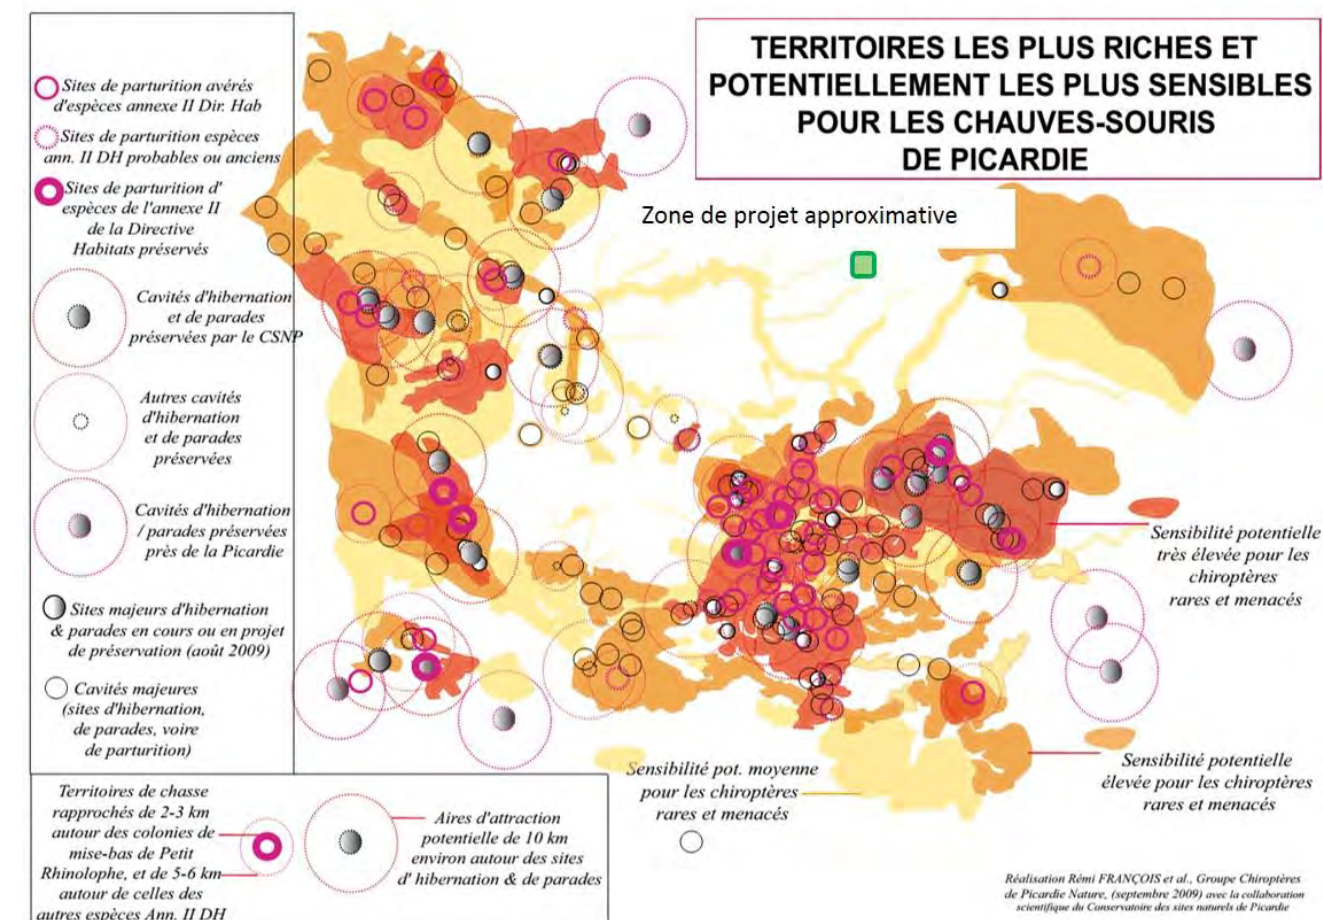 TERRITOIRES LES PLUS RICHES ET
POTENTIELLEMENT LES PLUS SENSIBLES
POUR LES CHAUVES-SOURIS
DE PICARDIE
Zone de projet approximative
Sites de parturition avérés
d'espèces annexe II Dir. Hab
Sites de parturition espèces
ann. II DH probables ou anciens
Sites de parturition d'
espèces de l'annexe II
de la Directive
Habitats préservés
Cavités d'hibernation
et de parades
préservées par le CSNP
Autres cavités
d'hibernation
et de parades
préservées
Cavités d'hibernation
/ parades préservées
près de la Picardie
Sites majeurs d'hibernation
& parades en cours ou en projet
de préservation (août 2009)
Cavités majeures
(sites d'hibernation,
de parades, voire
de parturition)
Territoires de chasse
rapprochés de 2-3 km
autour des colonies de
mise-bas de Petit
Rhinolophe, et de 5-6 km
autour de celles des
autres espèces Ann. II DH
Aires d'attraction
potentielle de 10 km
environ autour des sites
d' hibernation & de parades
Sensibilité pot. moyenne
pour les chiroptères
rares et menacés
Sensibilité potentielle
très élevée pour les
chiroptères
rares et menacés
Sensibilité potentielle
élevée pour les chiroptères
rares et menacés
Réalisation Rémi FRANÇOIS et al., Groupe Chiroptères
de Picardie Nature, (septembre 2009) avec la collaboration
scientifique du Conservatoire des sites naturels de Picardie